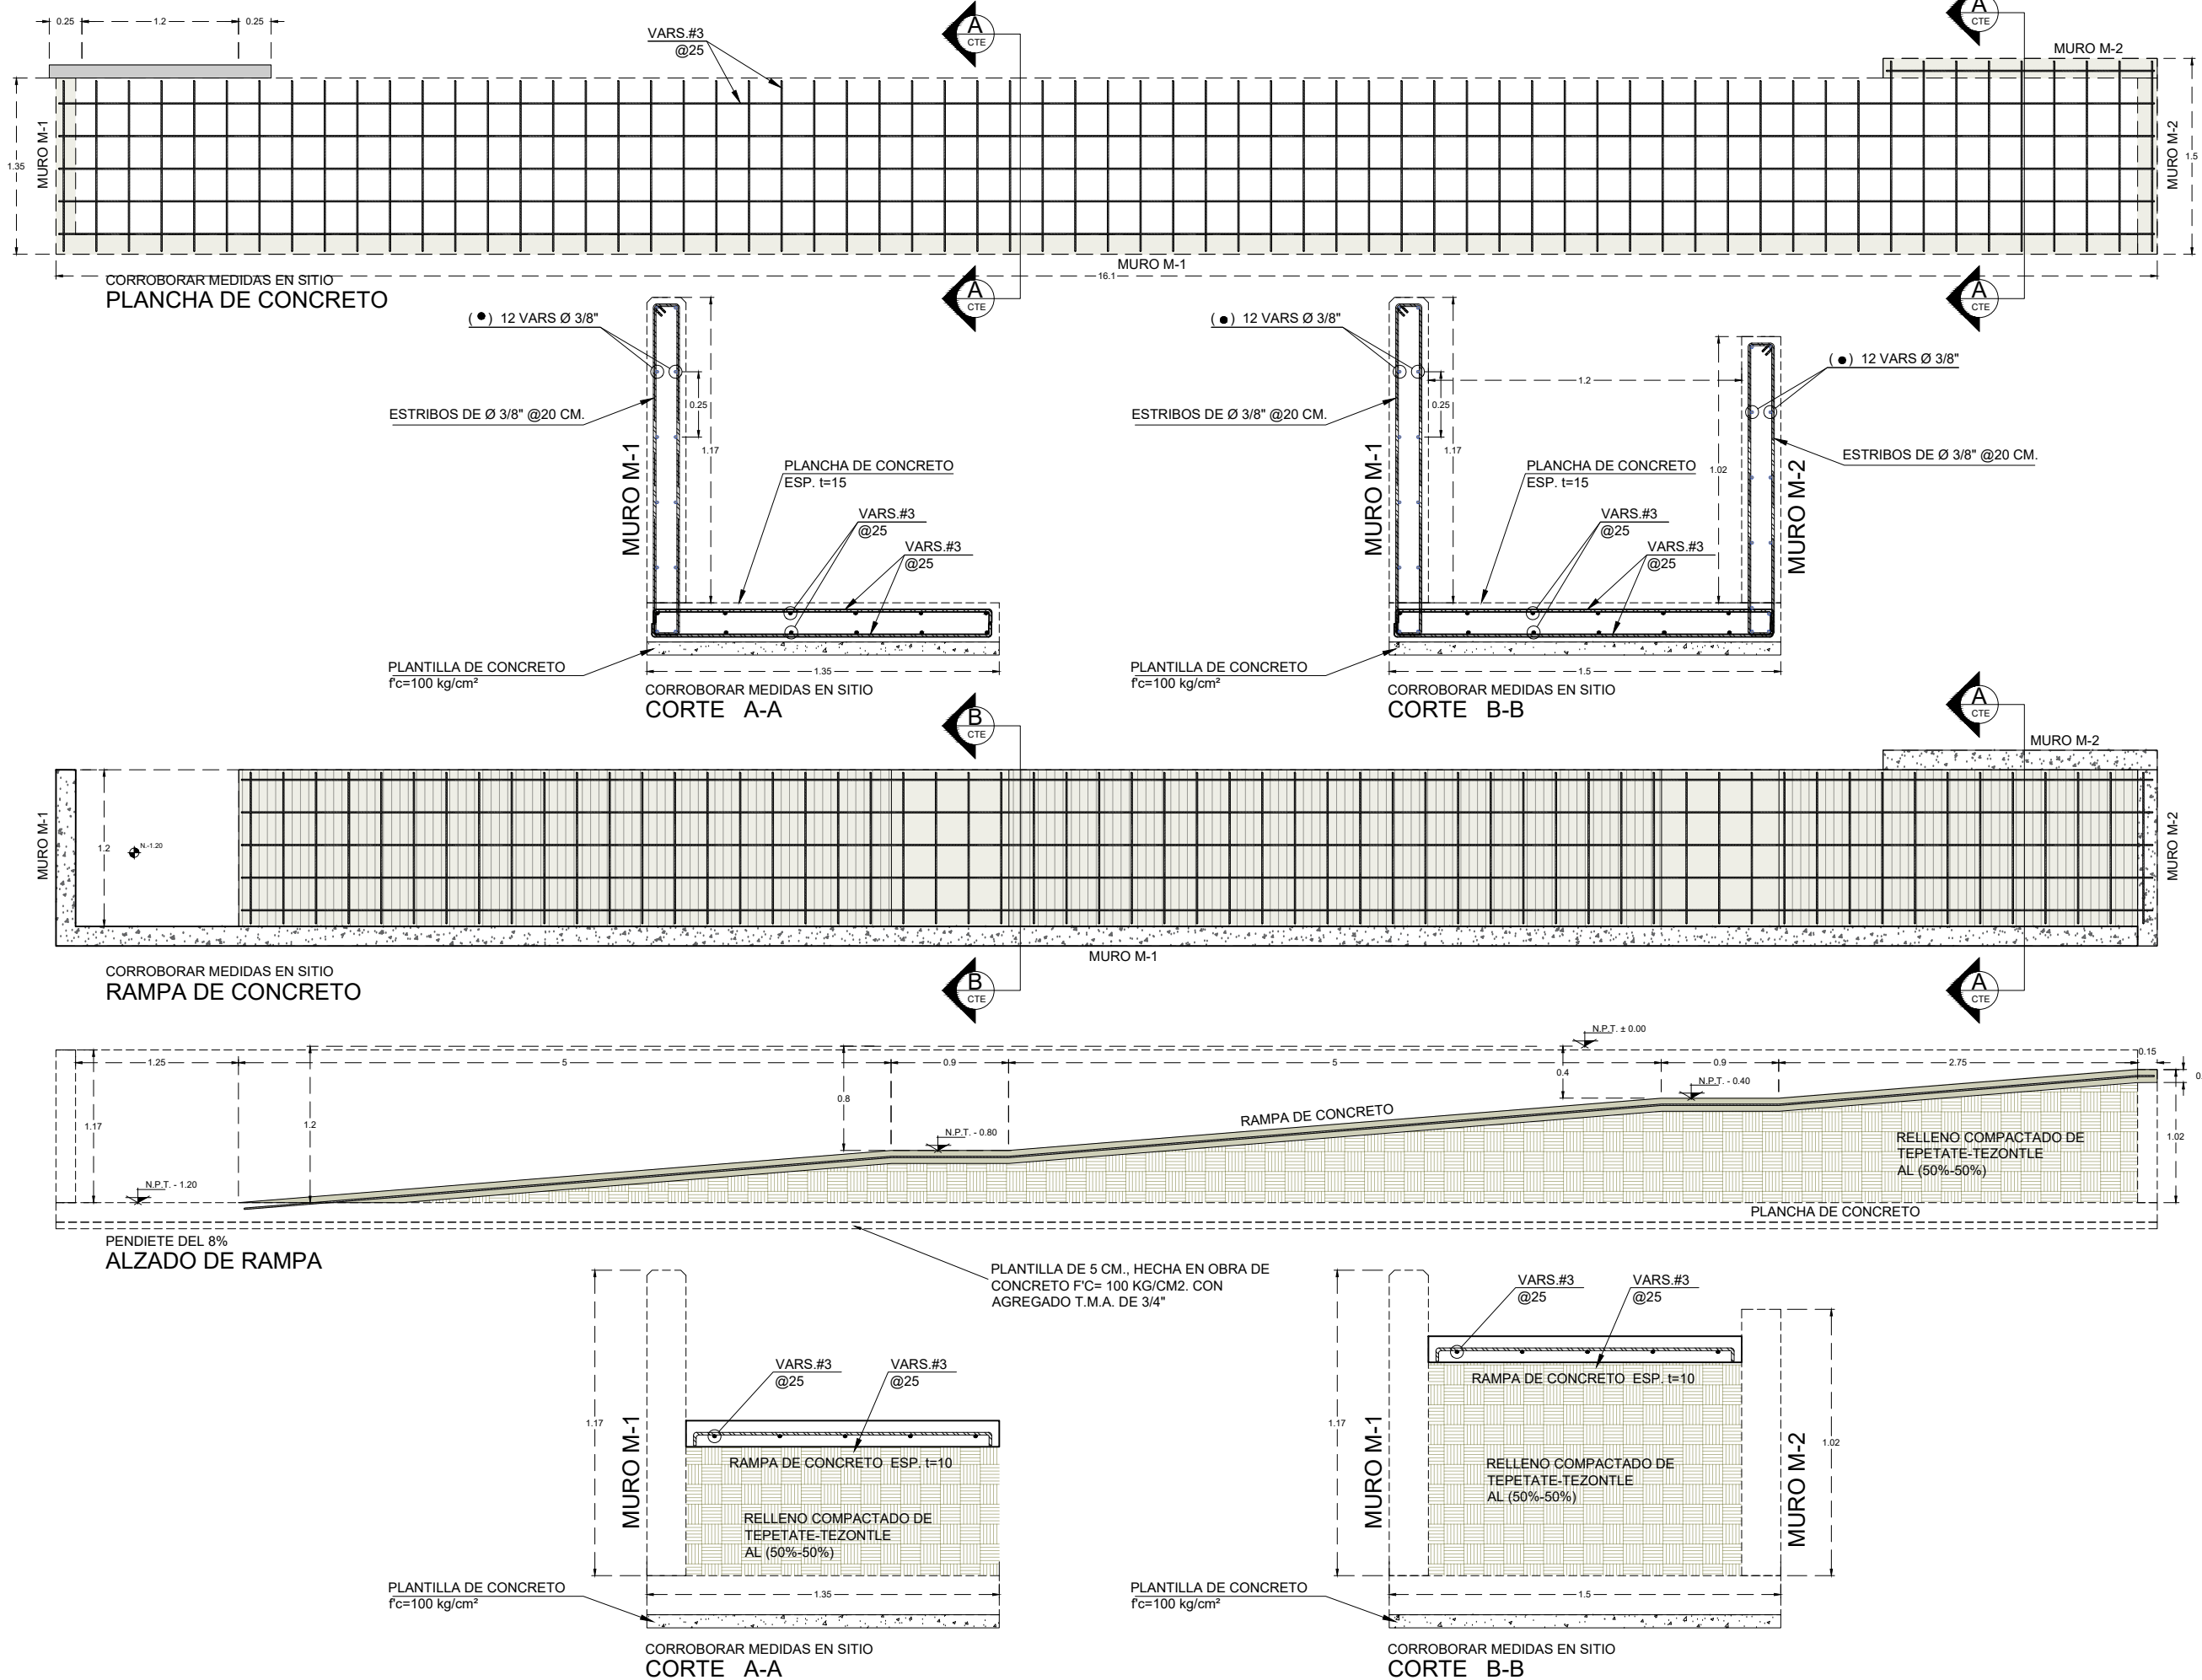 0.25
1.2
0.25
VARS.#3
@25
A
CTE
A
CTE
MURO M-2
1.35
MURO M-1
MURO M-2
1.5
MURO M-1
16.1
CORROBORAR MEDIDAS EN SITIO
PLANCHA DE CONCRETO
A
CTE
A
CTE
( ● ) 12 VARS Ø 3/8"
ESTRIBOS DE Ø 3/8" @20 CM.
0.25
1.17
MURO M-1
PLANCHA DE CONCRETO
ESP. t=15
VARS.#3
@25
VARS.#3
@25
PLANTILLA DE CONCRETO
f'c=100 kg/cm²
1.35
CORROBORAR MEDIDAS EN SITIO
CORTE A-A
( ● ) 12 VARS Ø 3/8"
( ● ) 12 VARS Ø 3/8"
1.2
ESTRIBOS DE Ø 3/8" @20 CM.
0.25
1.17
ESTRIBOS DE Ø 3/8" @20 CM.
MURO M-1
PLANCHA DE CONCRETO
ESP. t=15
1.02
MURO M-2
VARS.#3
@25
VARS.#3
@25
PLANTILLA DE CONCRETO
f'c=100 kg/cm²
1.5
CORROBORAR MEDIDAS EN SITIO
CORTE B-B
B
CTE
A
CTE
MURO M-2
MURO M-1
1.2
N.-1.20
MURO M-2
MURO M-1
CORROBORAR MEDIDAS EN SITIO
RAMPA DE CONCRETO
B
CTE
A
CTE
N.P.T. ± 0.00
1.25
5
0.9
5
0.9
2.75
0.15
0.
1.17
1.2
0.8
0.4
N.P.T. - 0.40
N.P.T. - 0.80
RAMPA DE CONCRETO
RELLENO COMPACTADO DE
TEPETATE-TEZONTLE
AL (50%-50%)
1.02
N.P.T. - 1.20
PLANCHA DE CONCRETO
PENDIETE DEL 8%
ALZADO DE RAMPA
PLANTILLA DE 5 CM., HECHA EN OBRA DE
CONCRETO F'C= 100 KG/CM2. CON
AGREGADO T.M.A. DE 3/4"
VARS.#3
@25
VARS.#3
@25
1.17
MURO M-1
RAMPA DE CONCRETO ESP. t=10
RELLENO COMPACTADO DE
TEPETATE-TEZONTLE
AL (50%-50%)
PLANTILLA DE CONCRETO
f'c=100 kg/cm²
1.35
CORROBORAR MEDIDAS EN SITIO
CORTE A-A
VARS.#3
@25
VARS.#3
@25
RAMPA DE CONCRETO ESP. t=10
1.17
MURO M-1
RELLENO COMPACTADO DE
TEPETATE-TEZONTLE
AL (50%-50%)
MURO M-2
1.02
PLANTILLA DE CONCRETO
f'c=100 kg/cm²
1.5
CORROBORAR MEDIDAS EN SITIO
CORTE B-B